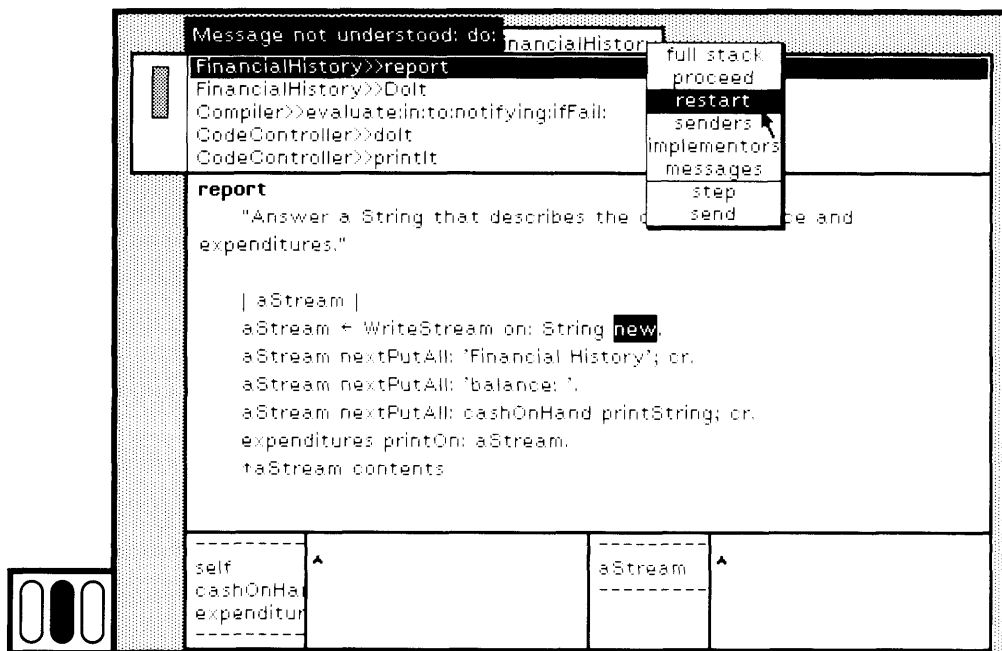 Message not understood: do:
nancialHistor
FinancialHistory>>report
FinancialHistory>>DoIt
Compiler>>evaluate:in:to:notifying:ifFail:
CodeController>>doIt
CodeController>>printIt
full stack
proceed
restart
senders
implementors
messages
step
send
report
"Answer a String that describes the ce and
expenditures."
| aStream |
aStream ← WriteStream on: String new.
aStream nextPutAll: 'Financial History'; cr.
aStream nextPutAll: 'balance: '.
aStream nextPutAll: cashOnHand printString; cr.
expenditures printOn: aStream.
↑aStream contents
self
cashOnHa
expenditur
aStream